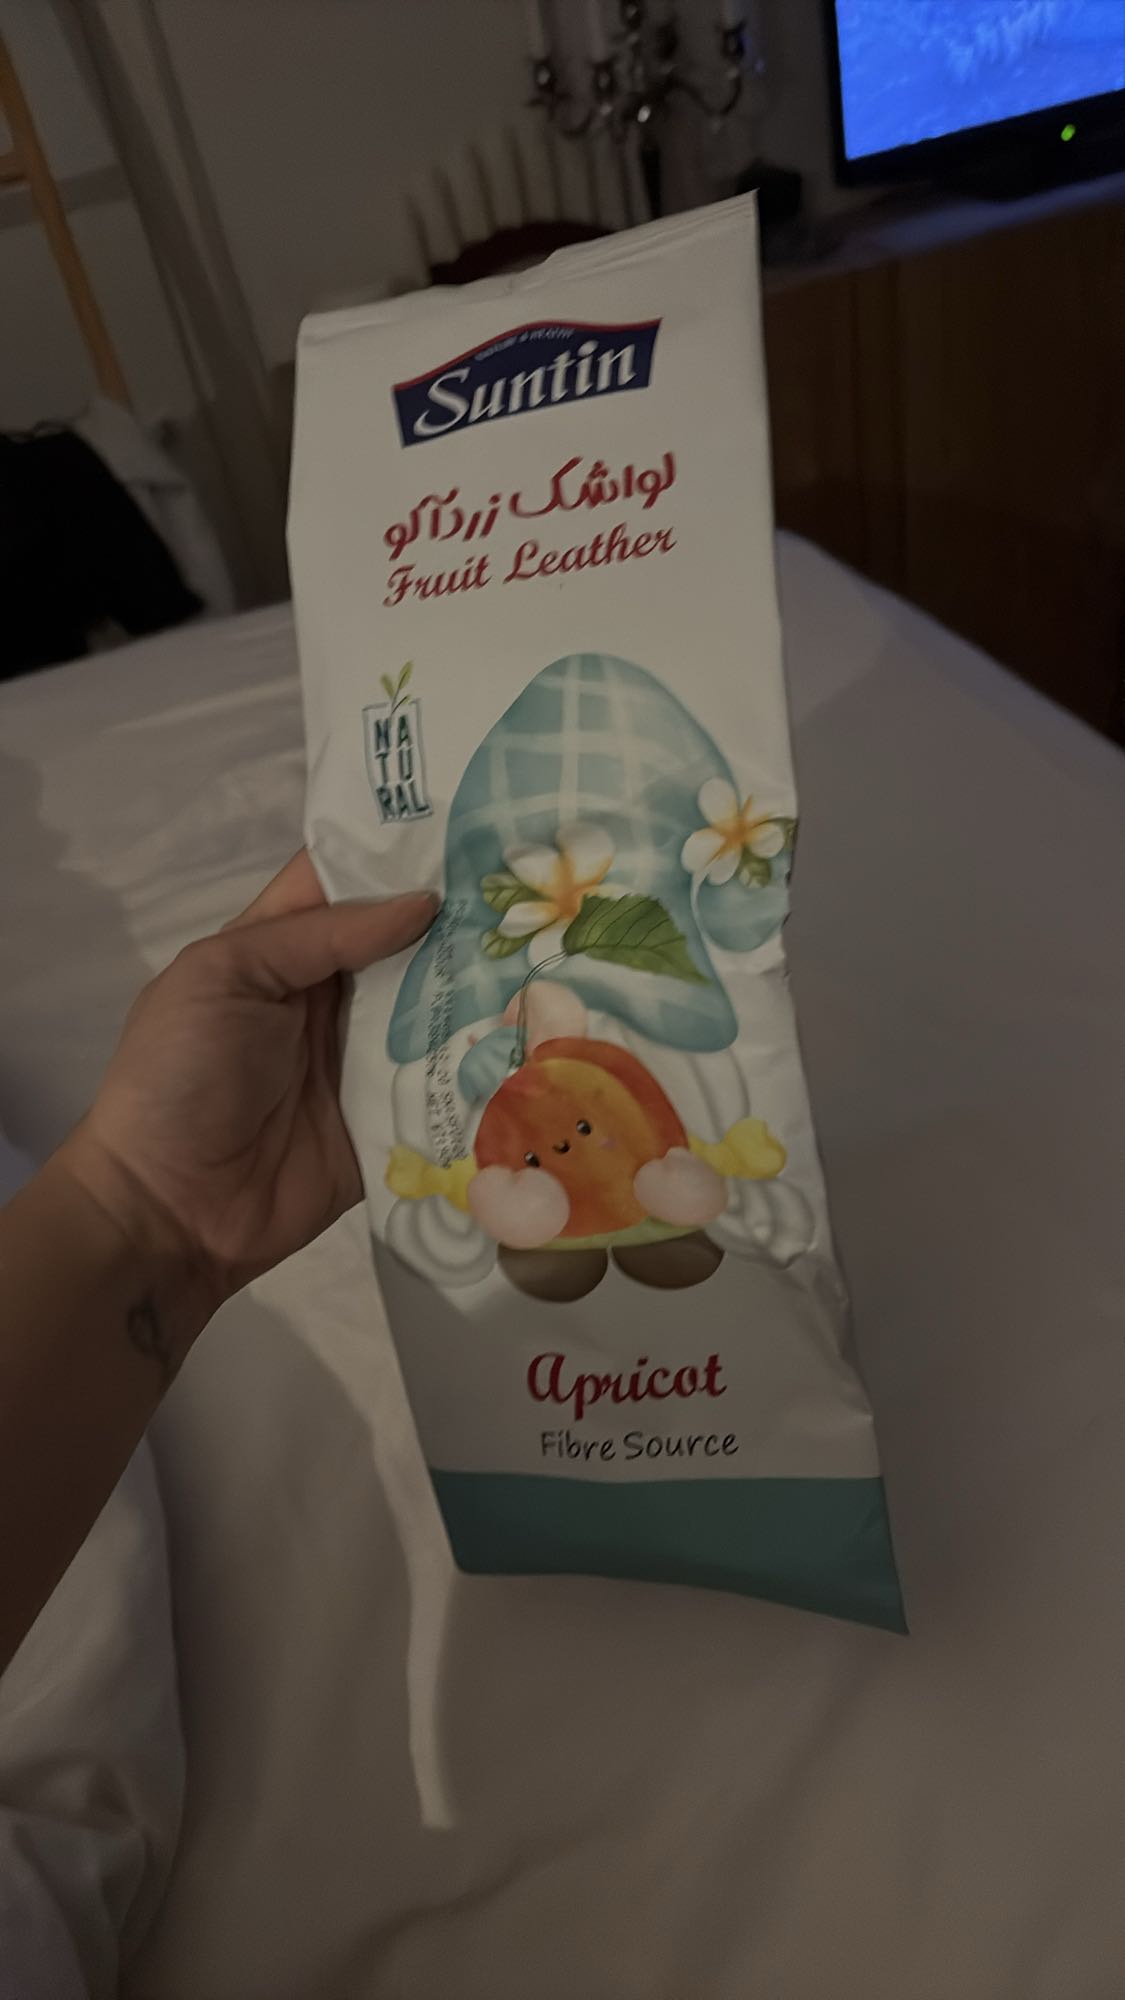 Suntin
لواشک زردآلو
Fruit Leather
NATURAL
Apricot
Fibre Source